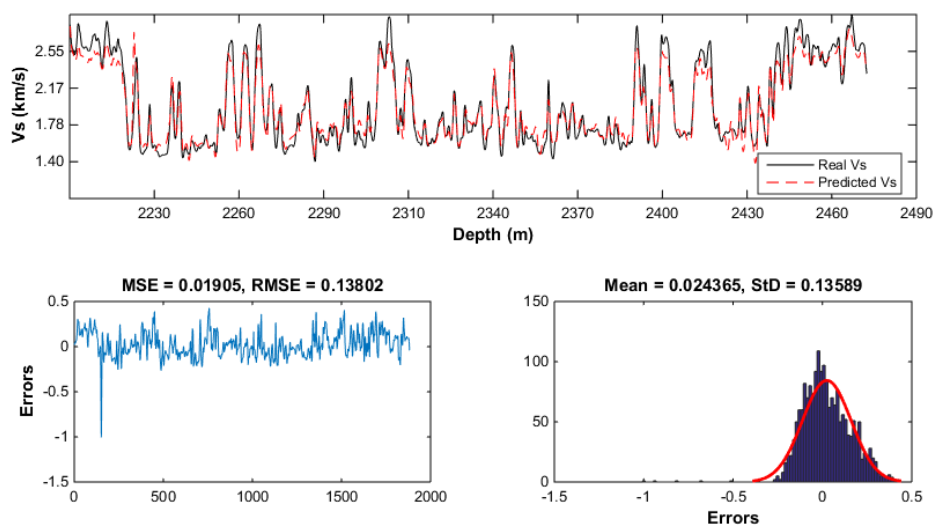 2.55
2.17
1.78
1.40
Vs (km/s)
Real Vs
Predicted Vs
2230 2260 2290 2310 2340 2370 2400 2430 2460 2490
Depth (m)
MSE = 0.01905, RMSE = 0.13802
0.5
0
-0.5
-1
-1.5
Errors
0 500 1000 1500 2000
Mean = 0.024365, StD = 0.13589
150
100
50
0
-1.5 -1 -0.5 0 0.5
Errors